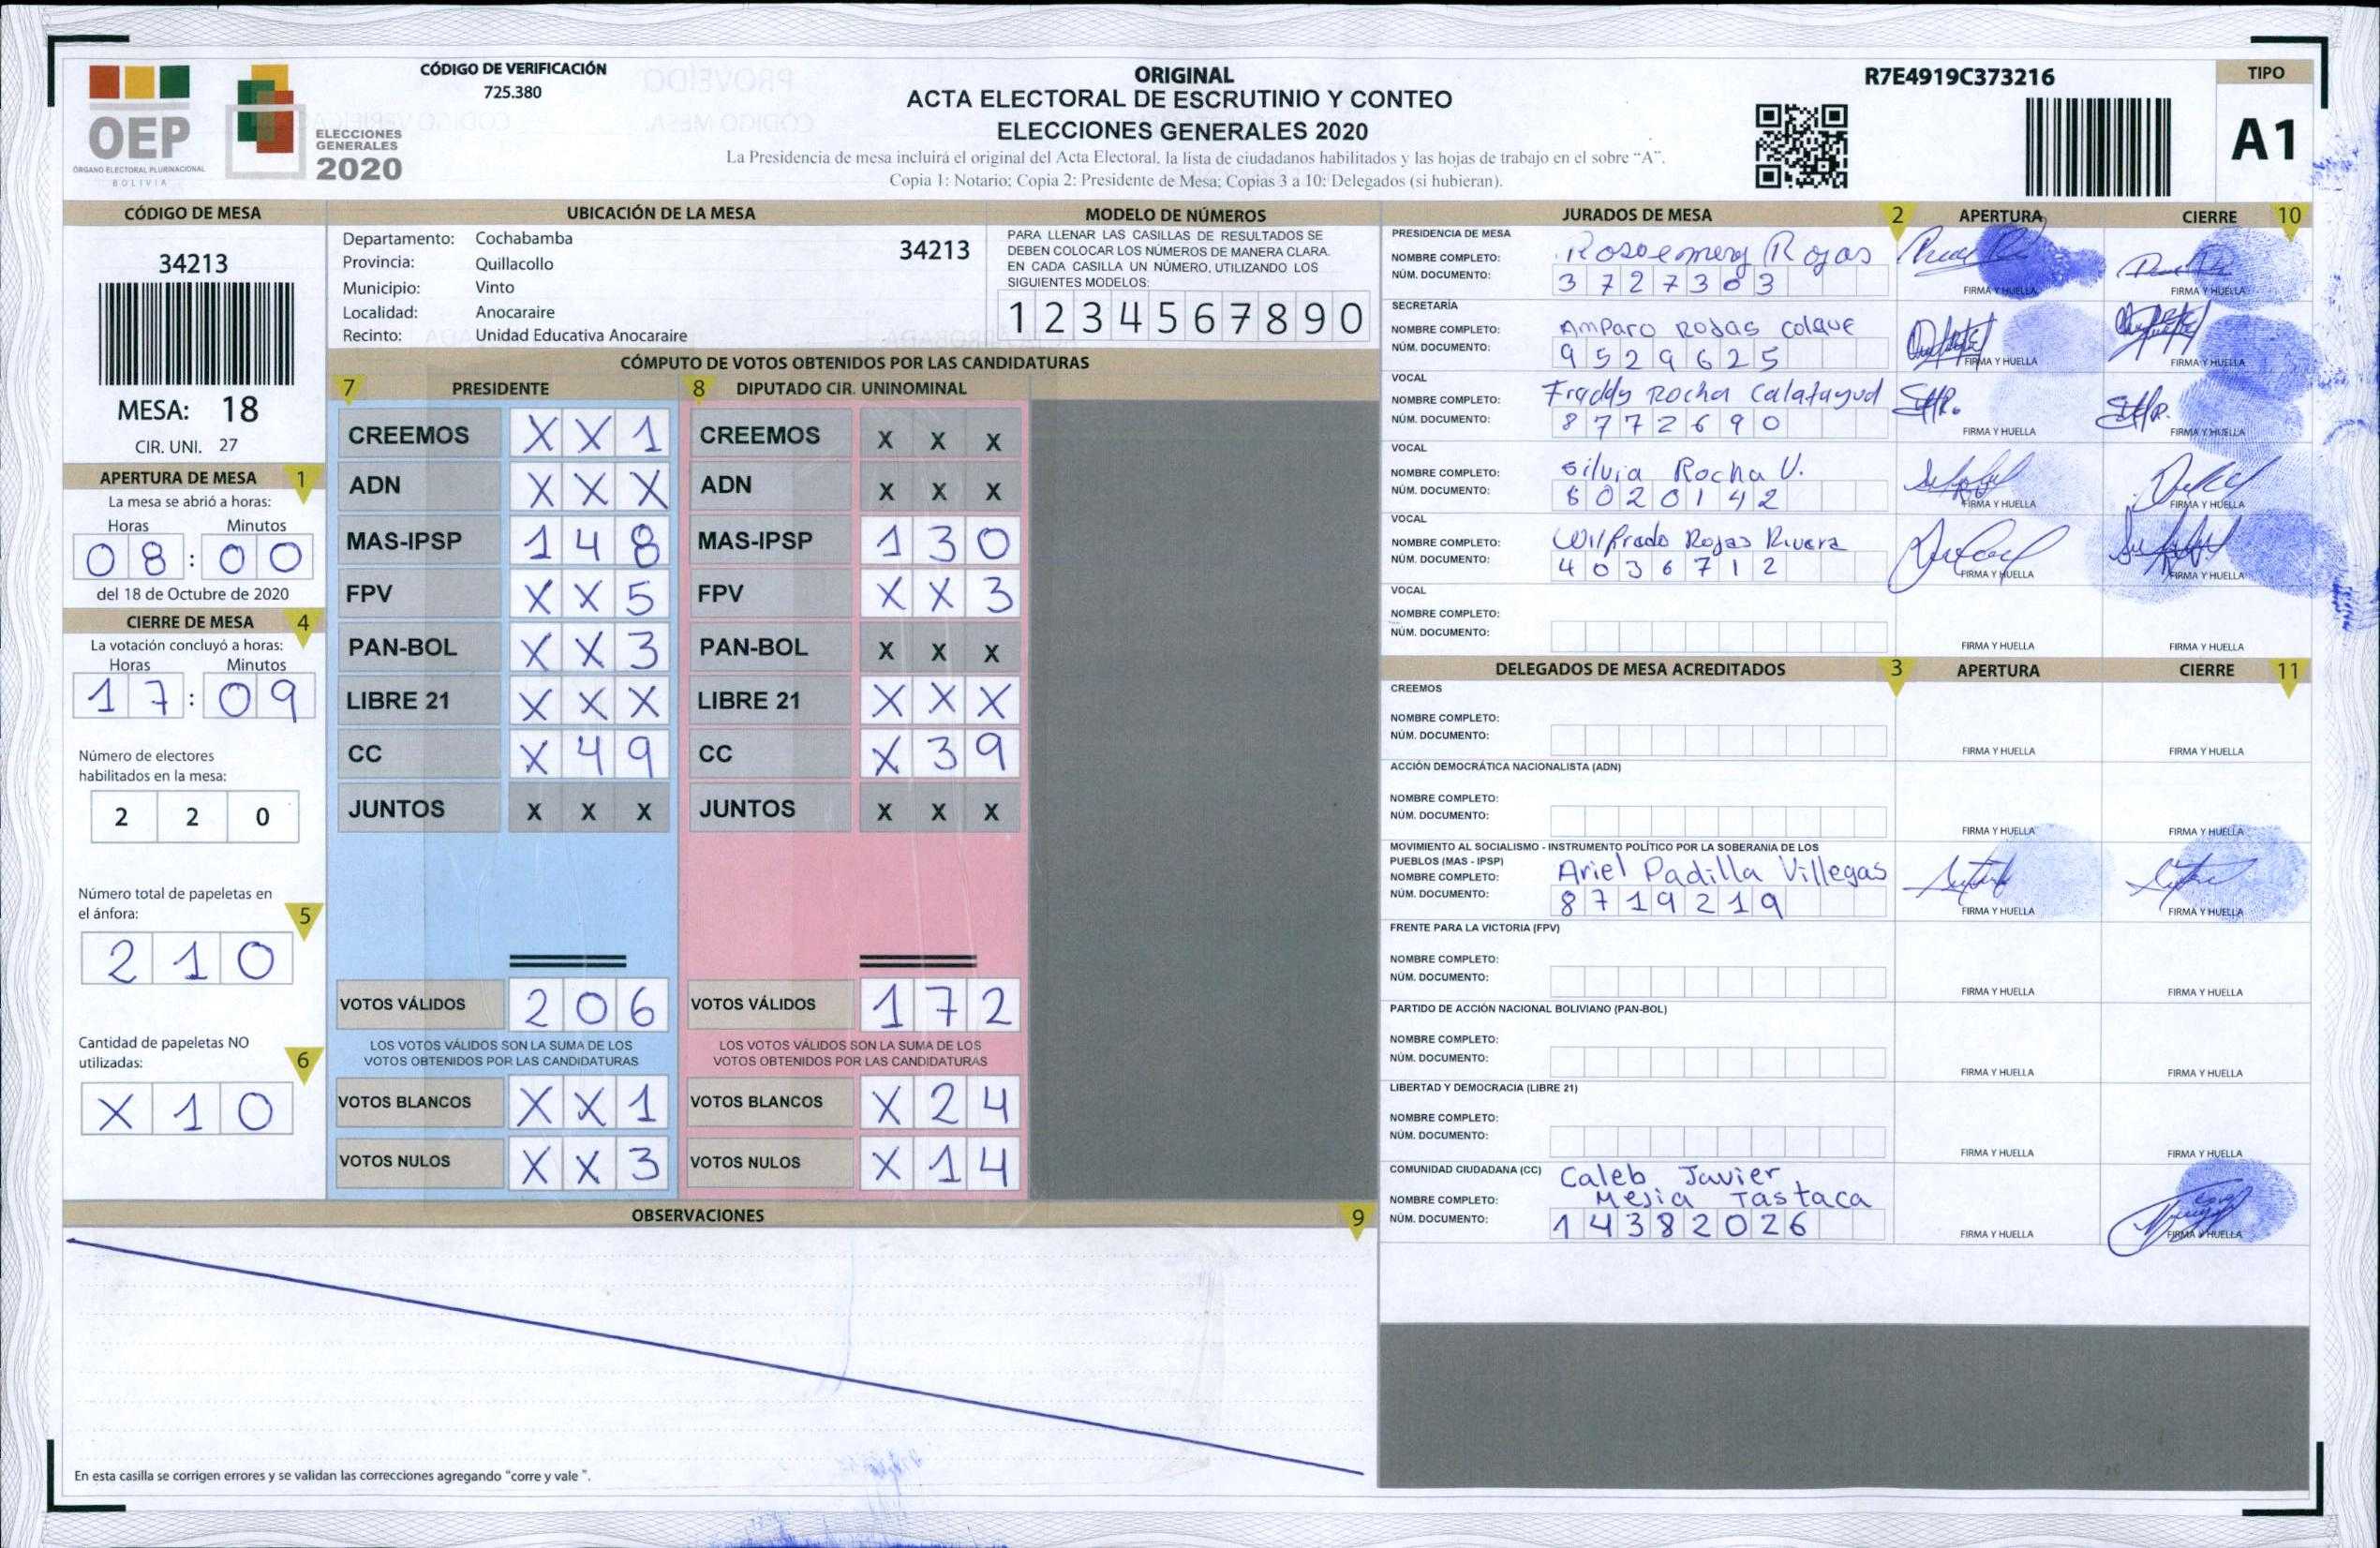 OEP
ÓRGANO ELECTORAL PLURINACIONAL
BOLIVIA
ELECCIONES
GENERALES
2020
CÓDIGO DE VERIFICACIÓN
725.380
ORIGINAL
ACTA ELECTORAL DE ESCRUTINIO Y CONTEO
ELECCIONES GENERALES 2020
La Presidencia de mesa incluirá el original del Acta Electoral, la lista de ciudadanos habilitados y las hojas de trabajo en el sobre "A".
Copia 1: Notario; Copia 2: Presidente de Mesa; Copias 3 a 10: Delegados (si hubieran).
R7E4919C373216
TIPO
A1
CÓDIGO DE MESA
34213
MESA: 18
CIR. UNI. 27
APERTURA DE MESA 1
La mesa se abrió a horas:
Horas Minutos
08:00
del 18 de Octubre de 2020
CIERRE DE MESA 4
La votación concluyó a horas:
Horas Minutos
17:09
Número de electores
habilitados en la mesa:
2 2 0
Número total de papeletas en
el ánfora: 5
2 1 0
Cantidad de papeletas NO
utilizadas: 6
X 1 0
UBICACIÓN DE LA MESA
Departamento: Cochabamba 34213
Provincia: Quillacollo
Municipio: Vinto
Localidad: Anocaraire
Recinto: Unidad Educativa Anocaraire
MODELO DE NÚMEROS
PARA LLENAR LAS CASILLAS DE RESULTADOS SE
DEBEN COLOCAR LOS NÚMEROS DE MANERA CLARA.
EN CADA CASILLA UN NÚMERO, UTILIZANDO LOS
SIGUIENTES MODELOS:
1 2 3 4 5 6 7 8 9 0
CÓMPUTO DE VOTOS OBTENIDOS POR LAS CANDIDATURAS
7 PRESIDENTE 8 DIPUTADO CIR. UNINOMINAL
CREEMOS X X 1 CREEMOS X X X
ADN X X X ADN X X X
MAS-IPSP 1 4 8 MAS-IPSP 1 3 0
FPV X X 5 FPV X X 3
PAN-BOL X X 3 PAN-BOL X X X
LIBRE 21 X X X LIBRE 21 X X X
CC X 4 9 CC X 3 9
JUNTOS X X X JUNTOS X X X
VOTOS VÁLIDOS 2 0 6 VOTOS VÁLIDOS 1 7 2
LOS VOTOS VÁLIDOS SON LA SUMA DE LOS LOS VOTOS VÁLIDOS SON LA SUMA DE LOS
VOTOS OBTENIDOS POR LAS CANDIDATURAS VOTOS OBTENIDOS POR LAS CANDIDATURAS
VOTOS BLANCOS X X 1 VOTOS BLANCOS X 2 4
VOTOS NULOS X X 3 VOTOS NULOS X 1 4
OBSERVACIONES 9
En esta casilla se corrigen errores y se validan las correcciones agregando "corre y vale ".
JURADOS DE MESA 2 APERTURA CIERRE 10
PRESIDENCIA DE MESA
NOMBRE COMPLETO: Rosoemery Rojas
NÚM. DOCUMENTO: 3727303
FIRMA Y HUELLA FIRMA Y HUELLA
SECRETARÍA
NOMBRE COMPLETO: Amparo Rojas Colque
NÚM. DOCUMENTO: 9529625
FIRMA Y HUELLA FIRMA Y HUELLA
VOCAL
NOMBRE COMPLETO: Freddy Rocha Calatayud
NÚM. DOCUMENTO: 8772690
FIRMA Y HUELLA FIRMA Y HUELLA
VOCAL
NOMBRE COMPLETO: Silvia Rocha V.
NÚM. DOCUMENTO: 8020142
FIRMA Y HUELLA FIRMA Y HUELLA
VOCAL
NOMBRE COMPLETO: Wilfrado Rojas Rivera
NÚM. DOCUMENTO: 4036712
FIRMA Y HUELLA FIRMA Y HUELLA
VOCAL
NOMBRE COMPLETO:
NÚM. DOCUMENTO:
FIRMA Y HUELLA FIRMA Y HUELLA
DELEGADOS DE MESA ACREDITADOS 3 APERTURA CIERRE 11
CREEMOS
NOMBRE COMPLETO:
NÚM. DOCUMENTO:
FIRMA Y HUELLA FIRMA Y HUELLA
ACCIÓN DEMOCRÁTICA NACIONALISTA (ADN)
NOMBRE COMPLETO:
NÚM. DOCUMENTO:
FIRMA Y HUELLA FIRMA Y HUELLA
MOVIMIENTO AL SOCIALISMO - INSTRUMENTO POLÍTICO POR LA SOBERANIA DE LOS
PUEBLOS (MAS - IPSP)
NOMBRE COMPLETO: Ariel Padilla Villegas
NÚM. DOCUMENTO: 8719219
FIRMA Y HUELLA FIRMA Y HUELLA
FRENTE PARA LA VICTORIA (FPV)
NOMBRE COMPLETO:
NÚM. DOCUMENTO:
FIRMA Y HUELLA FIRMA Y HUELLA
PARTIDO DE ACCIÓN NACIONAL BOLIVIANO (PAN-BOL)
NOMBRE COMPLETO:
NÚM. DOCUMENTO:
FIRMA Y HUELLA FIRMA Y HUELLA
LIBERTAD Y DEMOCRACIA (LIBRE 21)
NOMBRE COMPLETO:
NÚM. DOCUMENTO:
FIRMA Y HUELLA FIRMA Y HUELLA
COMUNIDAD CIUDADANA (CC) Caleb Javier
NOMBRE COMPLETO: Mejia Tastaca
NÚM. DOCUMENTO: 14382026
FIRMA Y HUELLA FIRMA Y HUELLA